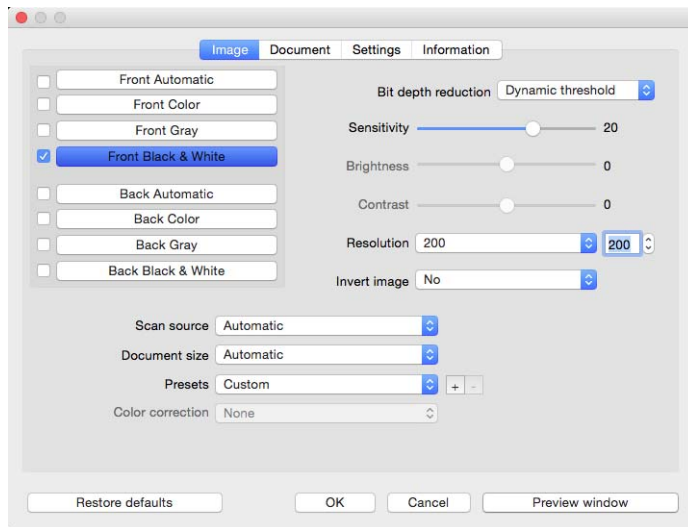 Image Document Settings Information
Front Automatic
Front Color
Front Gray
Front Black & White
Back Automatic
Back Color
Back Gray
Back Black & White
Bit depth reduction Dynamic threshold
Sensitivity 20
Brightness 0
Contrast 0
Resolution 200 200
Invert image No
Scan source Automatic
Document size Automatic
Presets Custom + -
Color correction None
Restore defaults OK Cancel Preview window